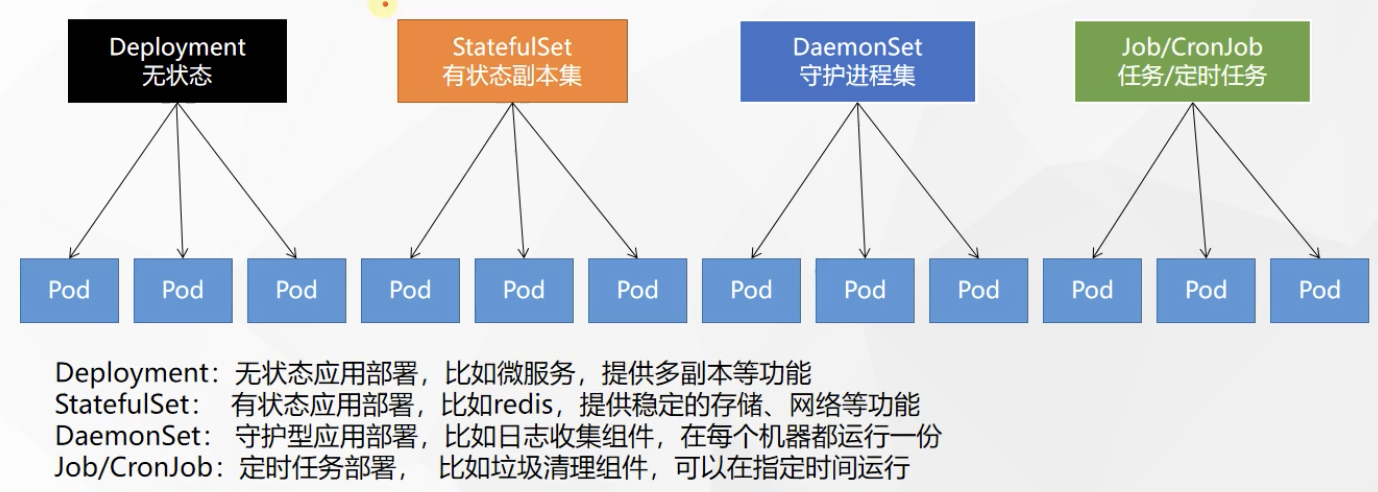 Deployment
无状态
StatefulSet
有状态副本集
DaemonSet
守护进程集
Job/CronJob
任务/定时任务
Pod
Pod
Pod
Pod
Pod
Pod
Pod
Pod
Pod
Pod
Pod
Pod
Deployment：无状态应用部署，比如微服务，提供多副本等功能
StatefulSet： 有状态应用部署，比如redis，提供稳定的存储、网络等功能
DaemonSet： 守护型应用部署，比如日志收集组件，在每个机器都运行一份
Job/CronJob：定时任务部署， 比如垃圾清理组件，可以在指定时间运行